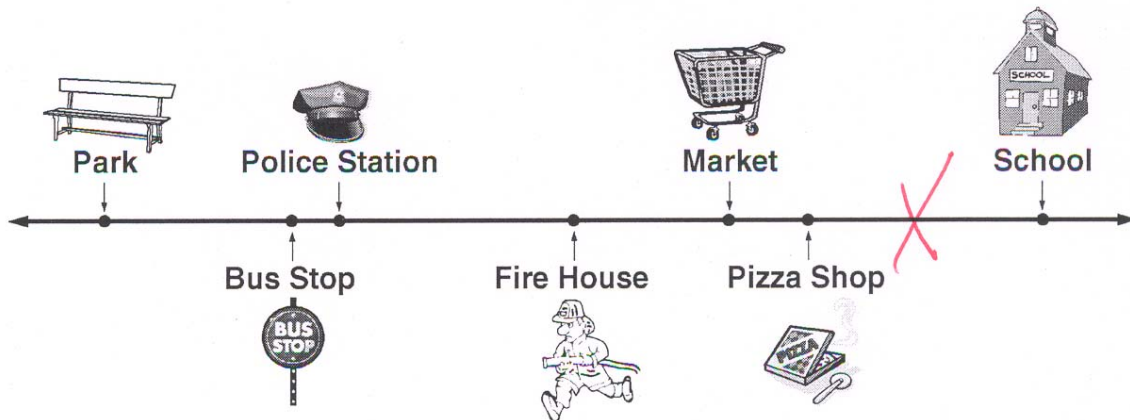 SCHOOL
Park
Police Station
Market
School
Bus Stop
Fire House
Pizza Shop
BUS
STOP
PIZZA